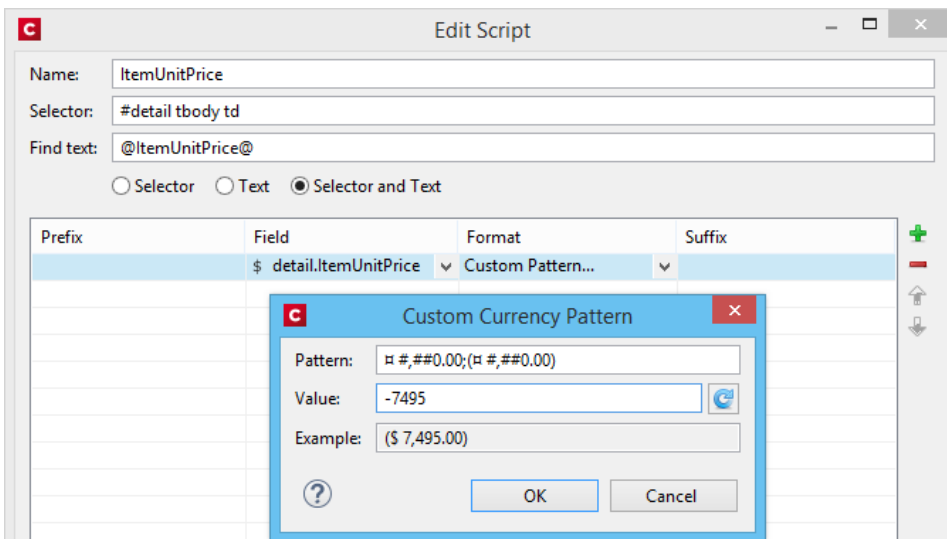 C Edit Script
Name: ItemUnitPrice
Selector: #detail tbody td
Find text: @ItemUnitPrice@
Selector Text Selector and Text
Prefix Field Format Suffix
$ detail.ItemUnitPrice Custom Pattern...
C Custom Currency Pattern
Pattern: ¤ #,##0.00;(¤ #,##0.00)
Value: -7495
Example: ($ 7,495.00)
? OK Cancel